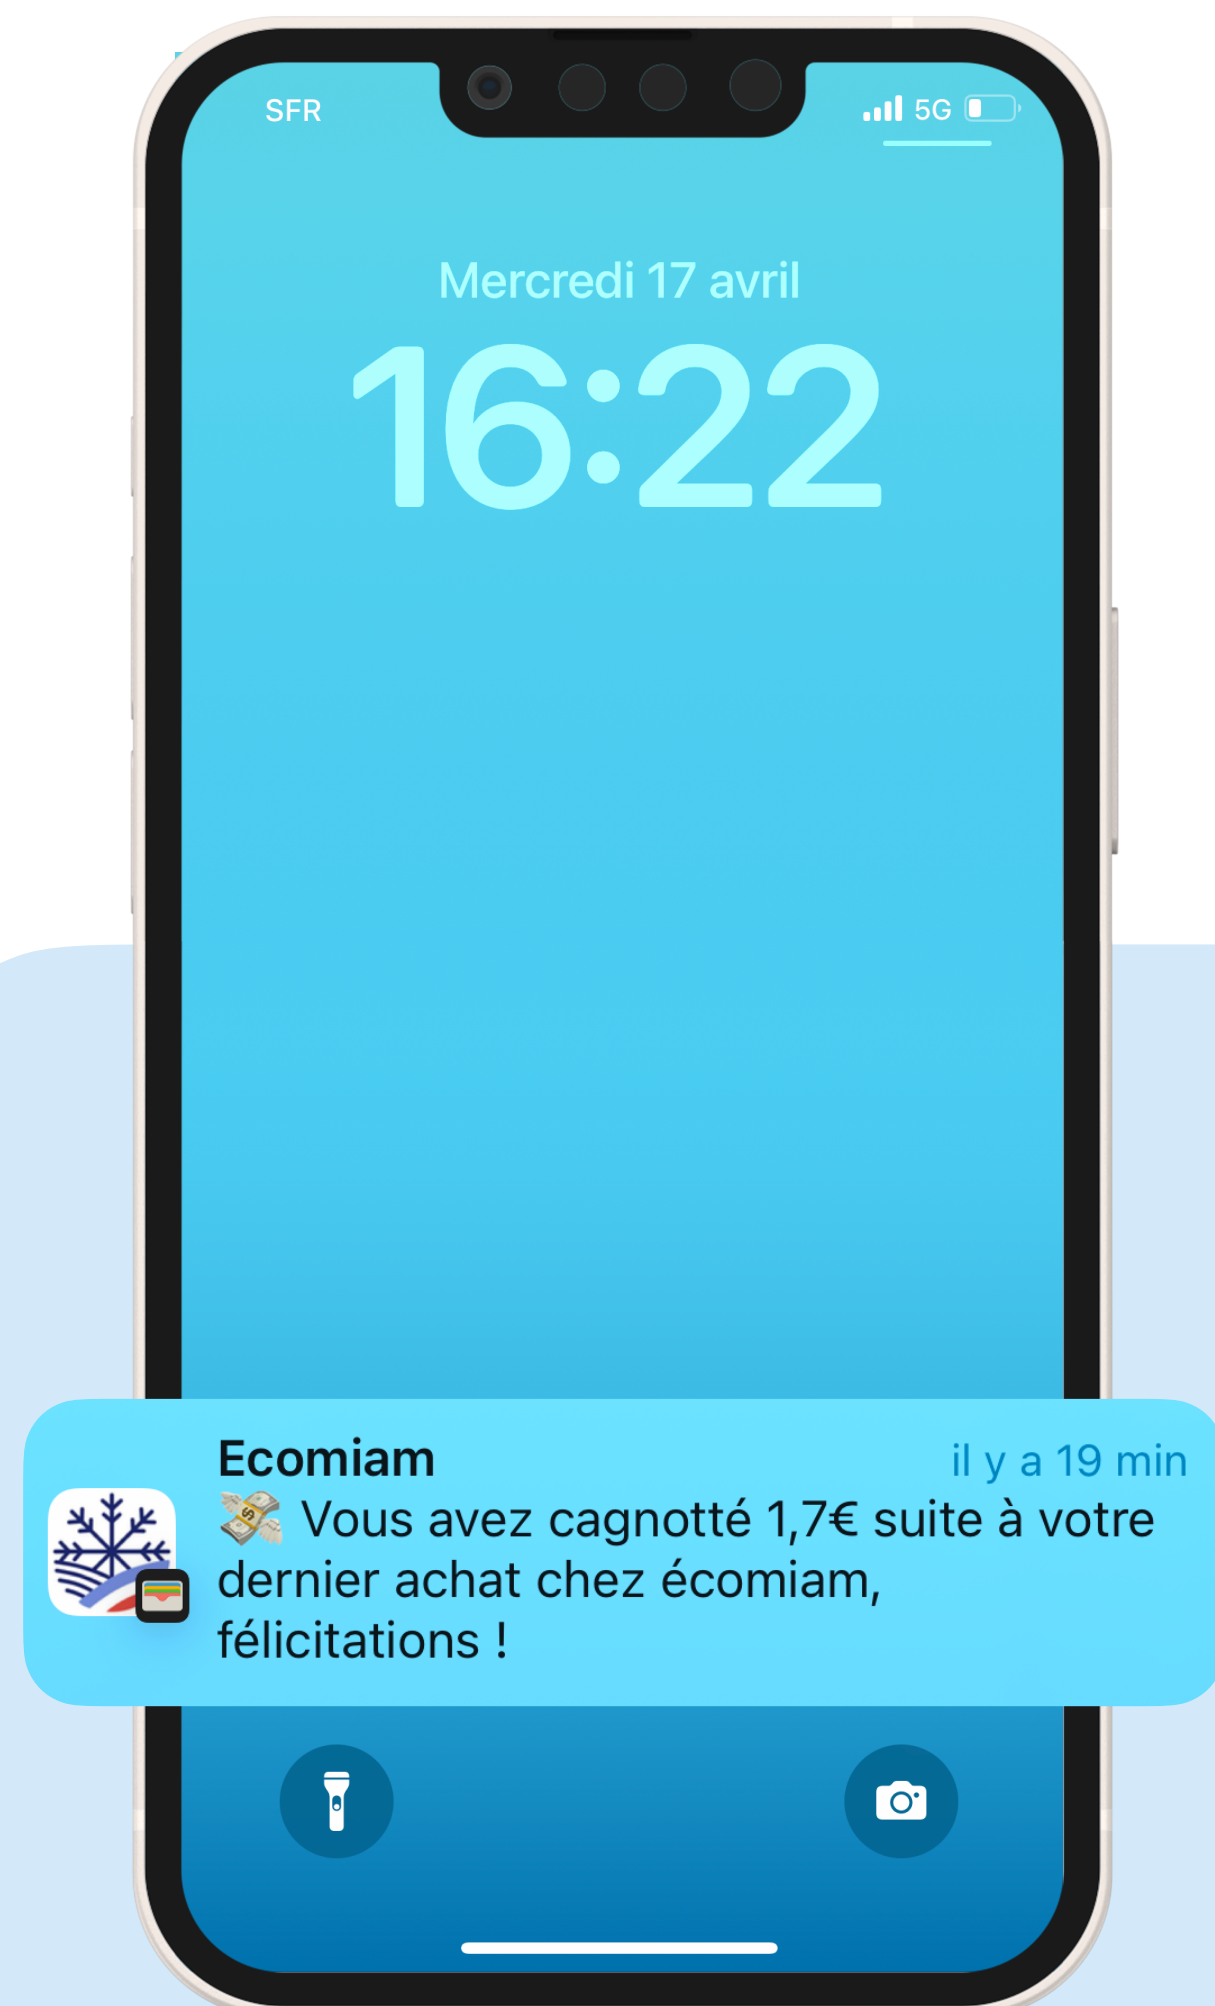 SFR
5G
Mercredi 17 avril
16:22
Ecomiam
il y a 19 min
💸 Vous avez cagnotté 1,7€ suite à votre
dernier achat chez écomiam,
félicitations !